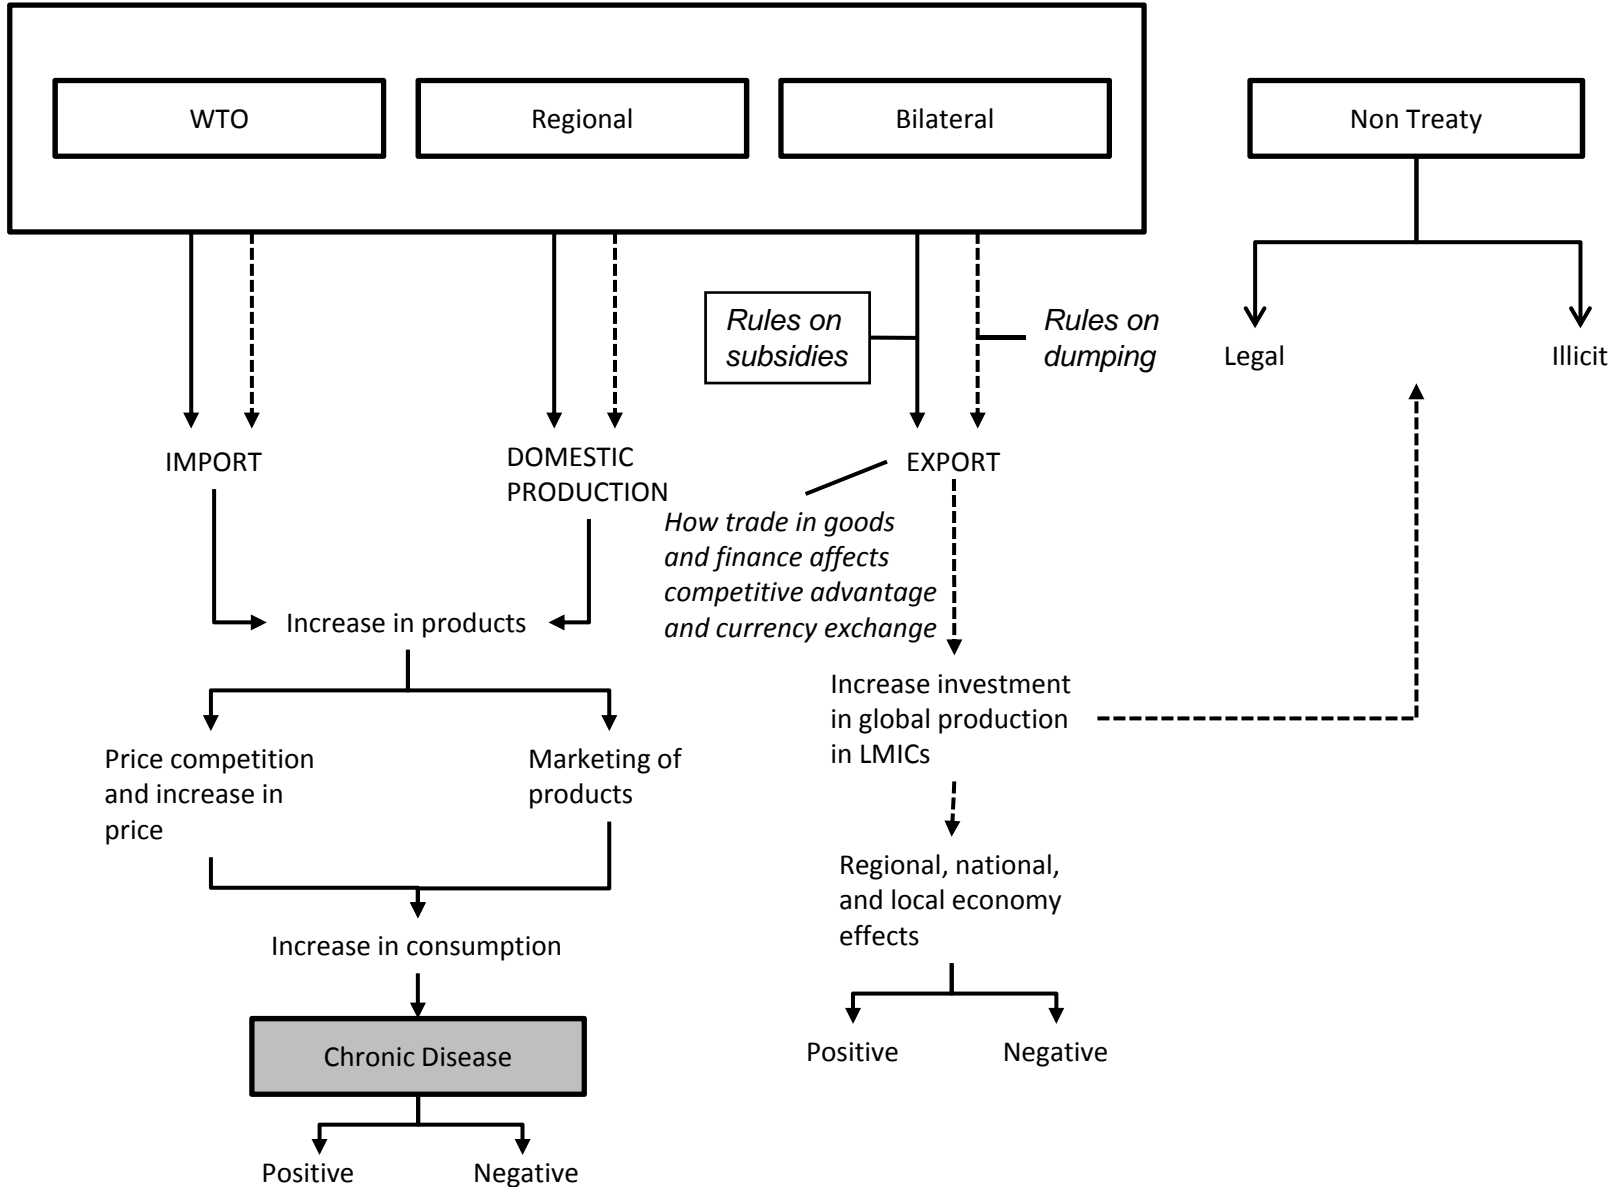 WTO
Regional
Bilateral
Non Treaty
Rules on
subsidies
Rules on
dumping
Legal
Illicit
IMPORT
DOMESTIC
PRODUCTION
EXPORT
How trade in goods
and finance affects
competitive advantage
and currency exchange
Increase in products
Increase investment
in global production
in LMICs
Price competition
and increase in
price
Marketing of
products
Regional, national,
and local economy
effects
Increase in consumption
Chronic Disease
Positive
Negative
Positive
Negative